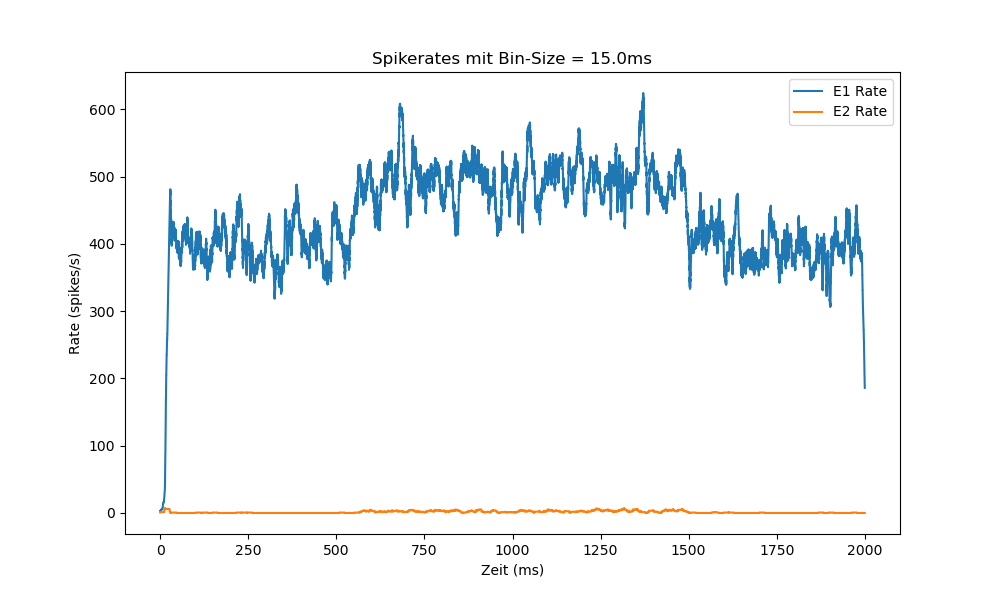 Spikerates mit Bin-Size = 15.0ms
E1 Rate
E2 Rate
600
500
400
300
200
100
0
Rate (spikes/s)
0 250 500 750 1000 1250 1500 1750 2000
Zeit (ms)